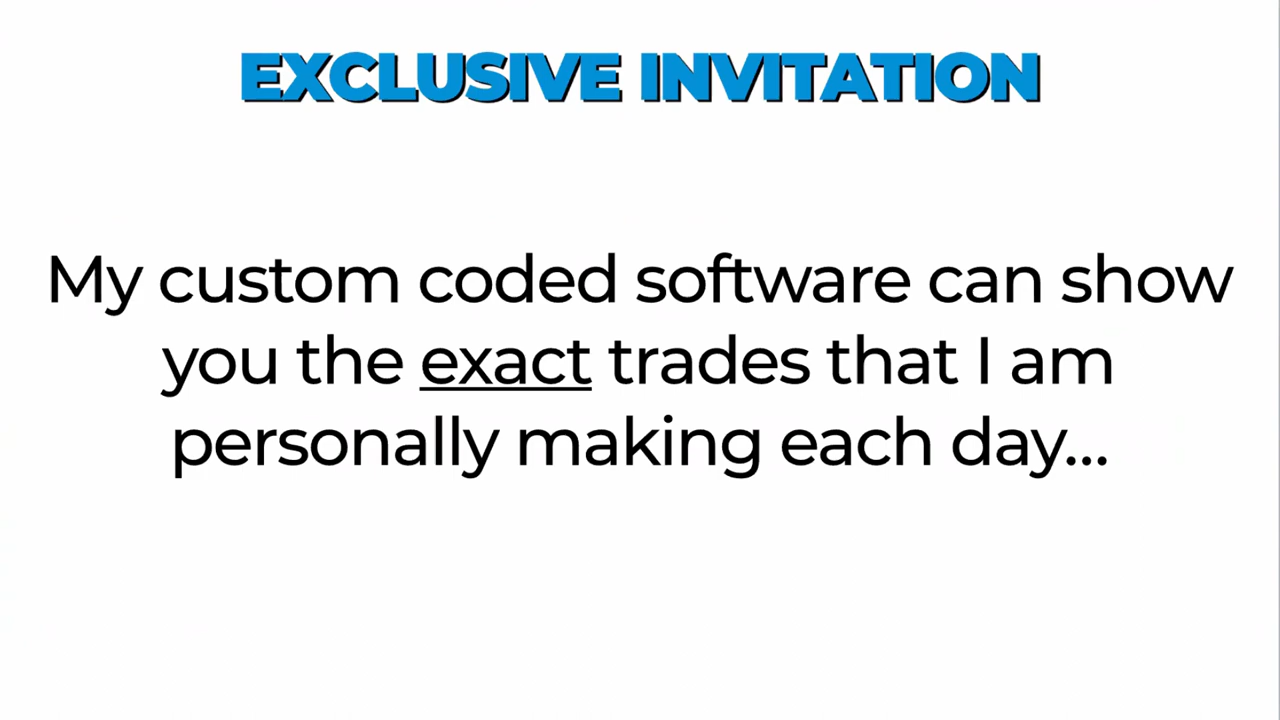 EXCLUSIVE INVITATION
My custom coded software can show
you the exact trades that I am
personally making each day...